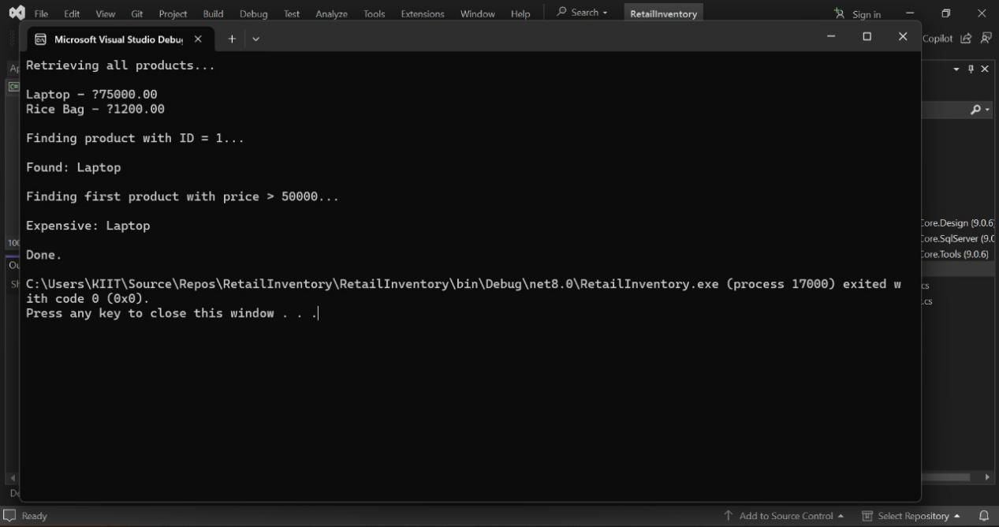 File Edit View Git Project Build Debug Test Analyze Tools Extensions Window Help Search RetailInventory Sign in
Microsoft Visual Studio Debu
Copilot
Retrieving all products...
Laptop - ?75000.00
Rice Bag - ?1200.00
Finding product with ID = 1...
Found: Laptop
Finding first product with price > 50000...
Expensive: Laptop
Done.
C:\Users\KIIT\Source\Repos\RetailInventory\RetailInventory\bin\Debug\net8.0\RetailInventory.exe (process 17000) exited w
ith code 0 (0x0).
Press any key to close this window . . .
Core.Design (9.0.6)
Core.SqlServer (9.0
Core.Tools (9.0.6)
cs
.cs
Ready Add to Source Control Select Repository